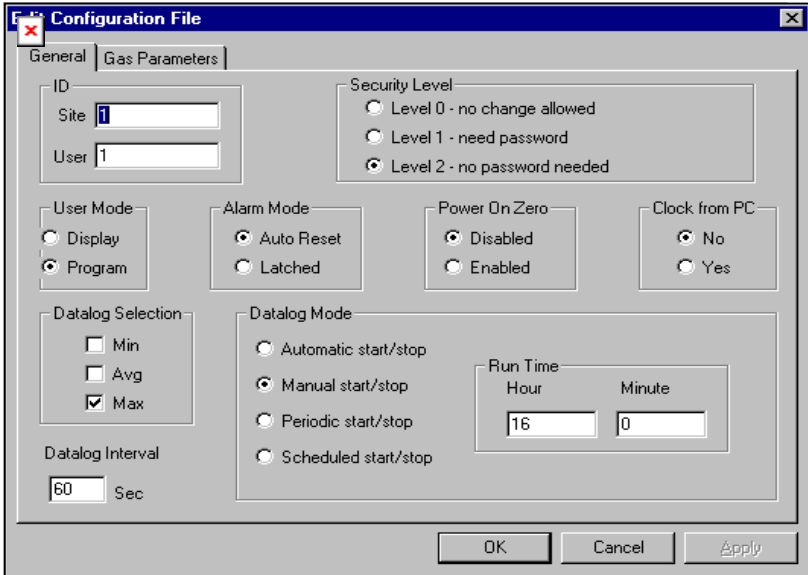 Edit Configuration File
General Gas Parameters
ID
Site 1
User 1
Security Level
Level 0 - no change allowed
Level 1 - need password
Level 2 - no password needed
User Mode
Display
Program
Alarm Mode
Auto Reset
Latched
Power On Zero
Disabled
Enabled
Clock from PC
No
Yes
Datalog Selection
Min
Avg
Max
Datalog Interval
60 Sec
Datalog Mode
Automatic start/stop
Manual start/stop
Periodic start/stop
Scheduled start/stop
Run Time
Hour Minute
16 0
OK Cancel Apply